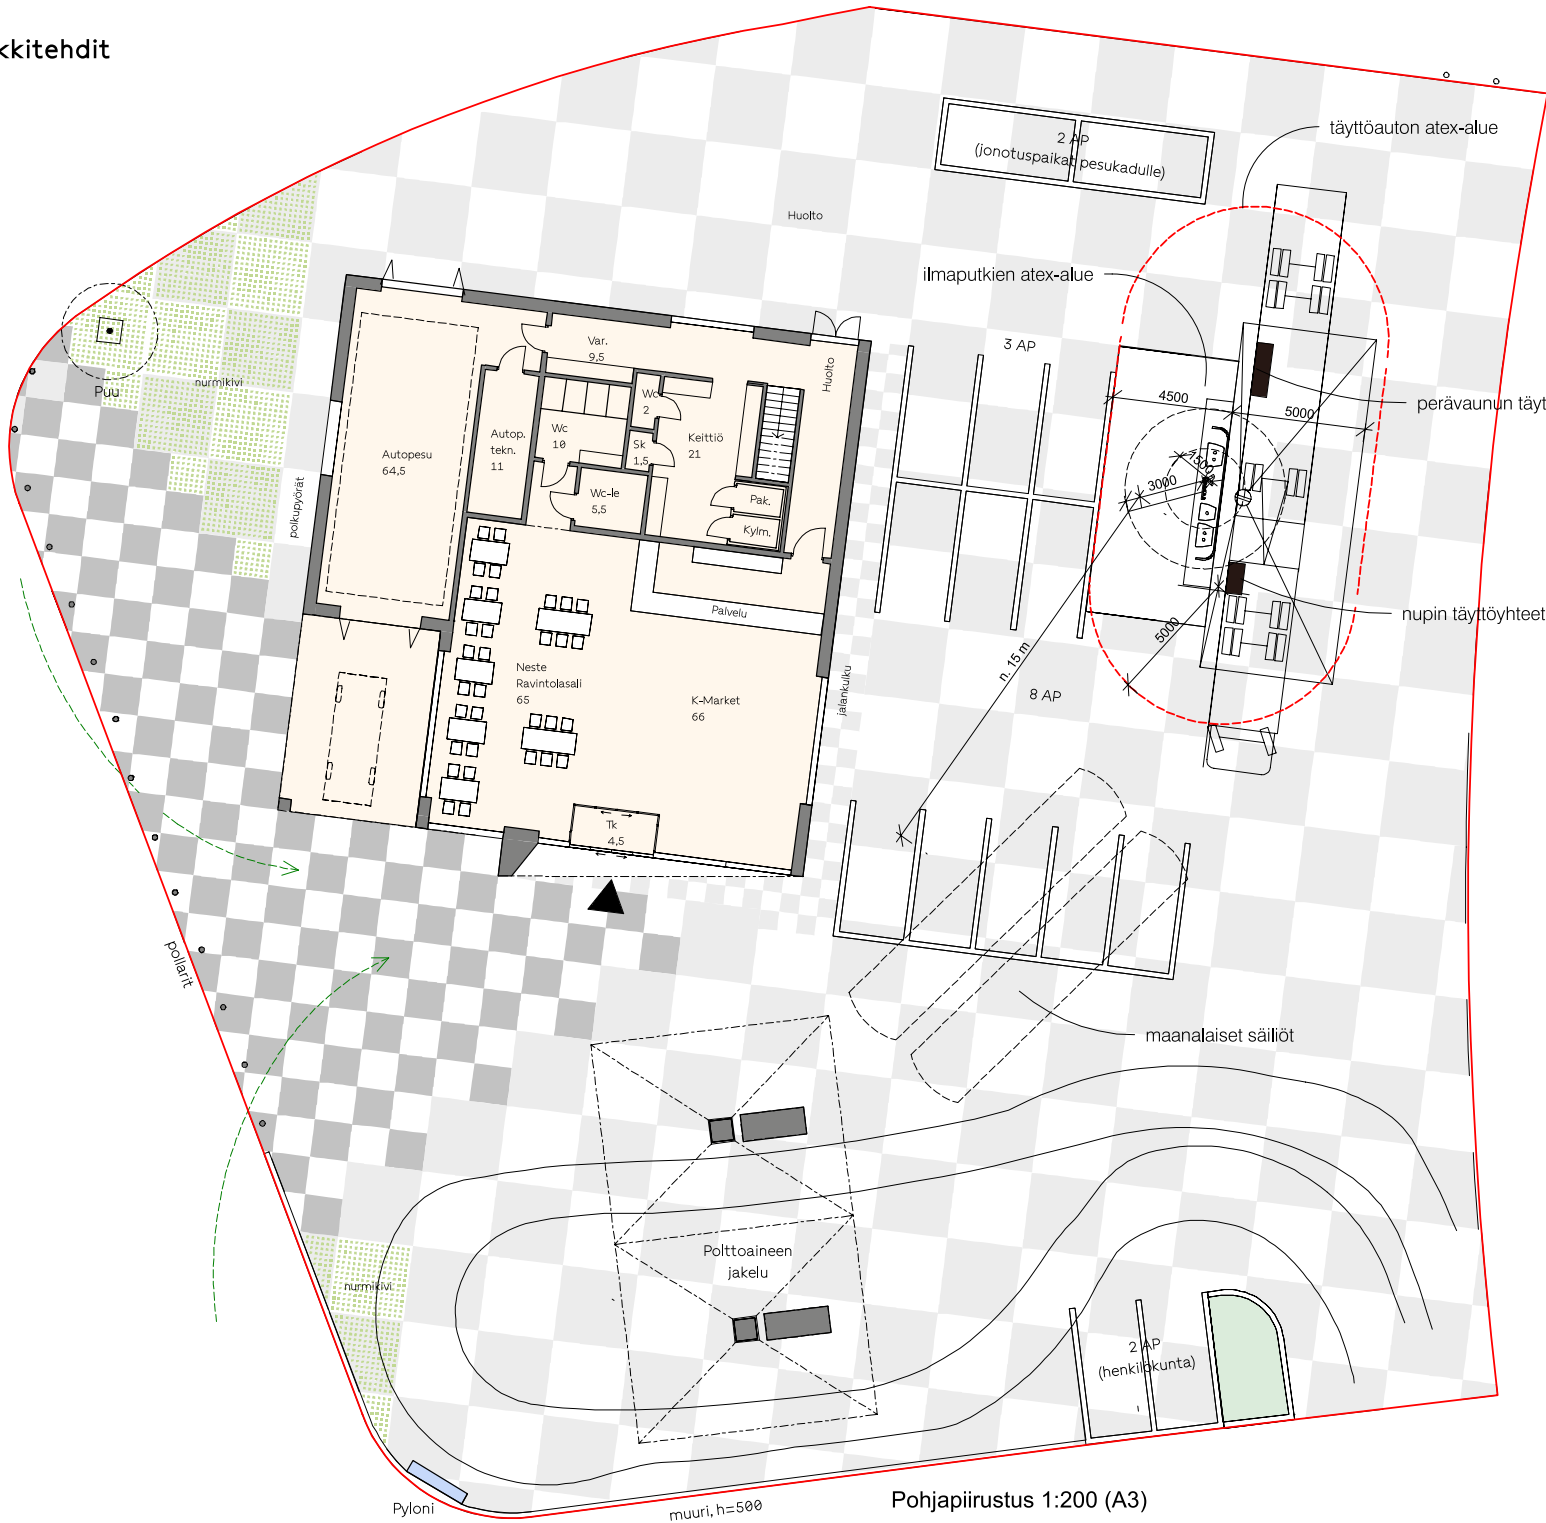 kkitehdit
täyttöauton atex-alue
2 AP
(jonotuspaikat pesukadulle)
Huolto
ilmaputkien atex-alue
3 AP
Var.
9,5
Huolto
nurmikivi
Puu
Wc
2
4500
5000
perävaunun täyt
Autopesu
64,5
Autop.
tekn.
11
Wc
10
Sk
1,5
Keittiö
21
1500
3000
polkupyörät
Wc-le
5,5
Pak.
Kylm.
Palvelu
nupin täyttöyhteet
5000
n. 15 m
Neste
Ravintolasali
65
K-Market
66
jalankulku
8 AP
Tk
4,5
pollarit
maanalaiset säiliöt
Polttoaineen
jakelu
nurmikivi
2 AP
(henkilökunta)
Pyloni
muuri, h=500
Pohjapiirustus 1:200 (A3)